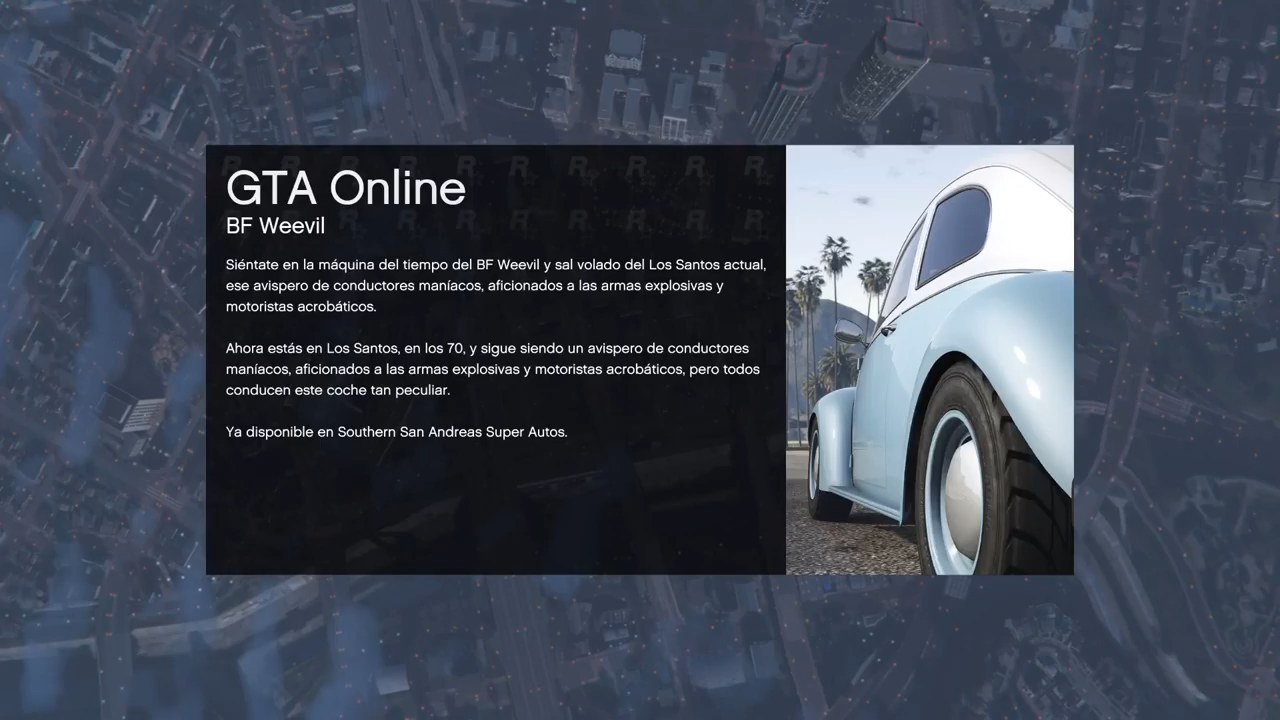 GTA Online
BF Weevil
Siéntate en la máquina del tiempo del BF Weevil y sal volado del Los Santos actual,
ese avispero de conductores maníacos, aficionados a las armas explosivas y
motoristas acrobáticos.
Ahora estás en Los Santos, en los 70, y sigue siendo un avispero de conductores
maníacos, aficionados a las armas explosivas y motoristas acrobáticos, pero todos
conducen este coche tan peculiar.
Ya disponible en Southern San Andreas Super Autos.